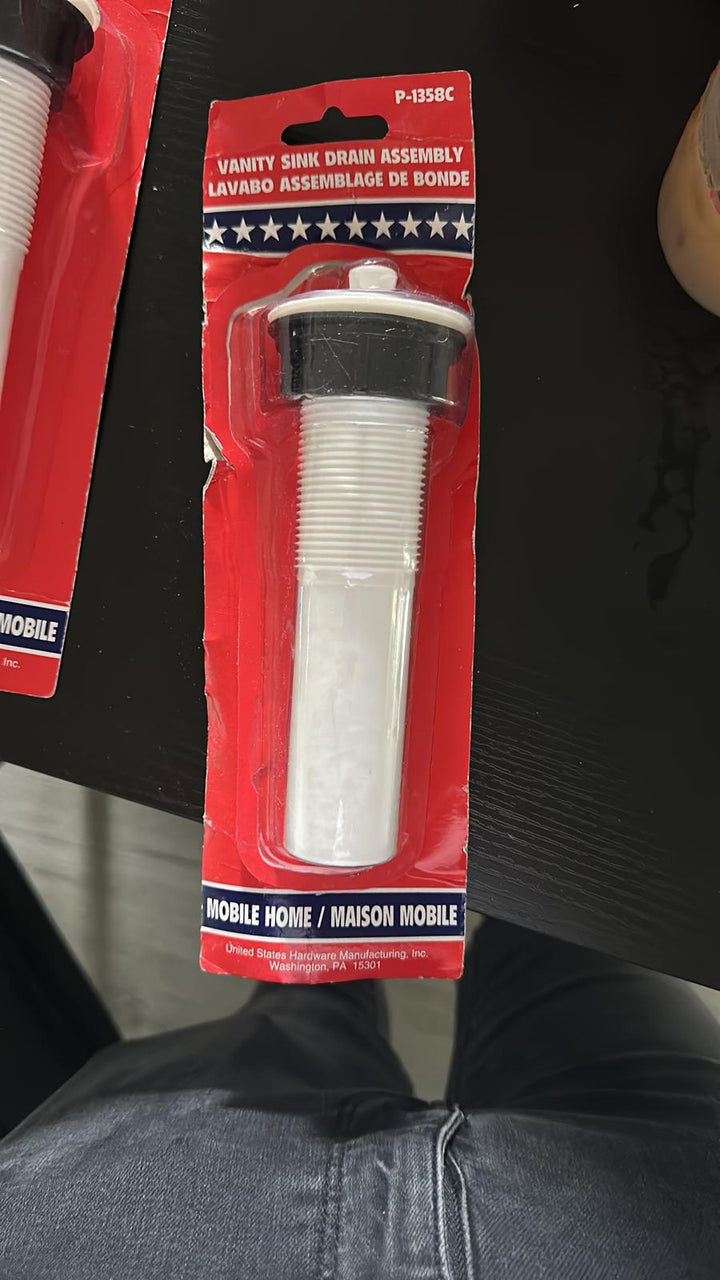 P-1358C
VANITY SINK DRAIN ASSEMBLY
LAVABO ASSEMBLAGE DE BONDE
MOBILE HOME / MAISON MOBILE
United States Hardware Manufacturing, Inc.
Washington, PA 15301
MOBILE
Inc.